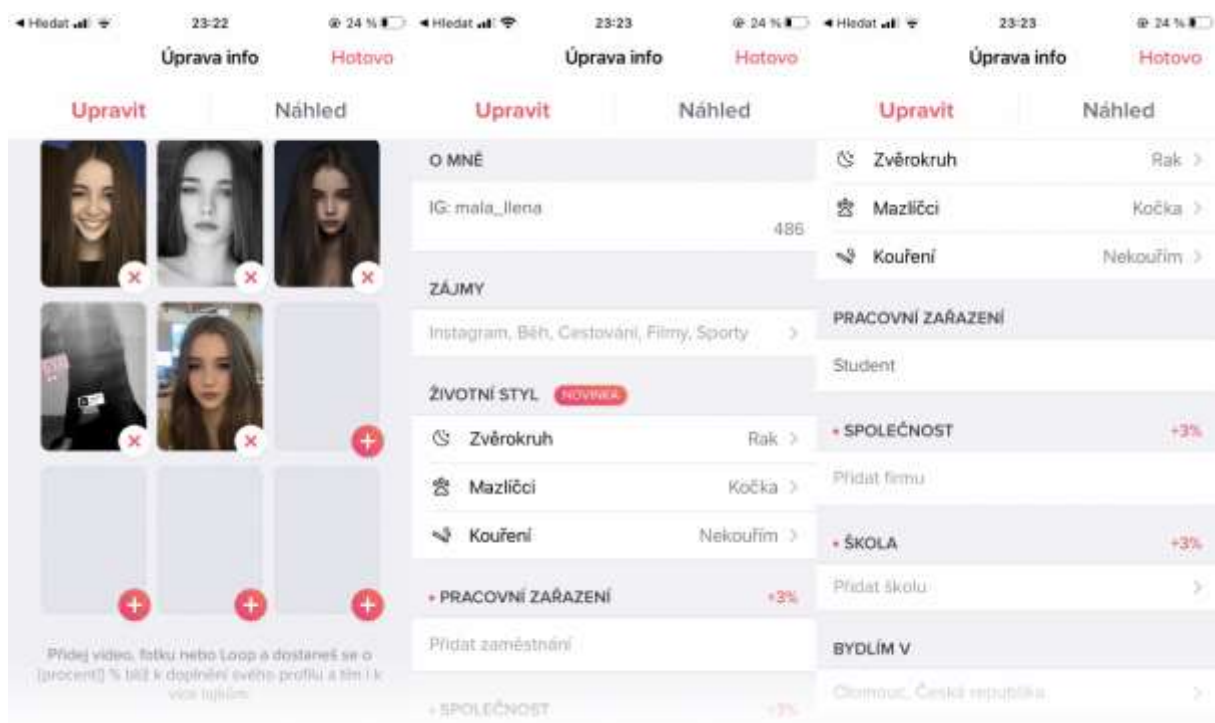 Hledat
23:22
24 %
Úprava info
Hotovo
Upravit
Náhled
Přidej video, fotku nebo Loop a dostaneš se o
{procent}} % blíž k doplnění svého profilu a tím i k
více lajkům.
Hledat
23:23
24 %
Úprava info
Hotovo
Upravit
Náhled
O MNĚ
IG: mala_llena
486
ZÁJMY
Instagram, Běh, Cestování, Filmy, Sporty
ŽIVOTNÍ STYL NOVINKA
Zvěrokruh Rak
Mazlíčci Kočka
Kouření Nekouřím
• PRACOVNÍ ZAŘAZENÍ +3%
Přidat zaměstnání
• SPOLEČNOST +3%
Hledat
23:23
24 %
Úprava info
Hotovo
Upravit
Náhled
Zvěrokruh Rak
Mazlíčci Kočka
Kouření Nekouřím
PRACOVNÍ ZAŘAZENÍ
Student
• SPOLEČNOST +3%
Přidat firmu
• ŠKOLA +3%
Přidat školu
BYDLÍM V
Olomouc, Česká republika